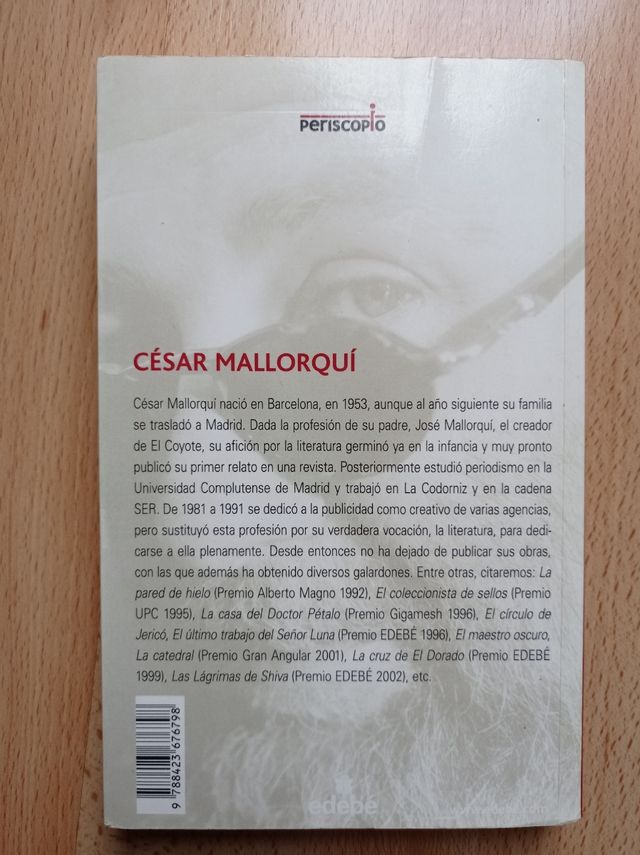 PERISCOPIO
CÉSAR MALLORQUÍ
César Mallorquí nació en Barcelona, en 1953, aunque al año siguiente su familia
se trasladó a Madrid. Dada la profesión de su padre, José Mallorquí, el creador
de El Coyote, su afición por la literatura germinó ya en la infancia y muy pronto
publicó su primer relato en una revista. Posteriormente estudió periodismo en la
Universidad Complutense de Madrid y trabajó en La Codorniz y en la cadena
SER. De 1981 a 1991 se dedicó a la publicidad como creativo de varias agencias,
pero sustituyó esta profesión por su verdadera vocación, la literatura, para dedi-
carse a ella plenamente. Desde entonces no ha dejado de publicar sus obras,
con las que además ha obtenido diversos galardones. Entre otras, citaremos: La
pared de hielo (Premio Alberto Magno 1992), El coleccionista de sellos (Premio
UPC 1995), La casa del Doctor Pétalo (Premio Gigamesh 1996), El círculo de
Jericó, El último trabajo del Señor Luna (Premio EDEBÉ 1996), El maestro oscuro,
La catedral (Premio Gran Angular 2001), La cruz de El Dorado (Premio EDEBÉ
1999), Las Lágrimas de Shiva (Premio EDEBÉ 2002), etc.
9 788423 676798
edebé